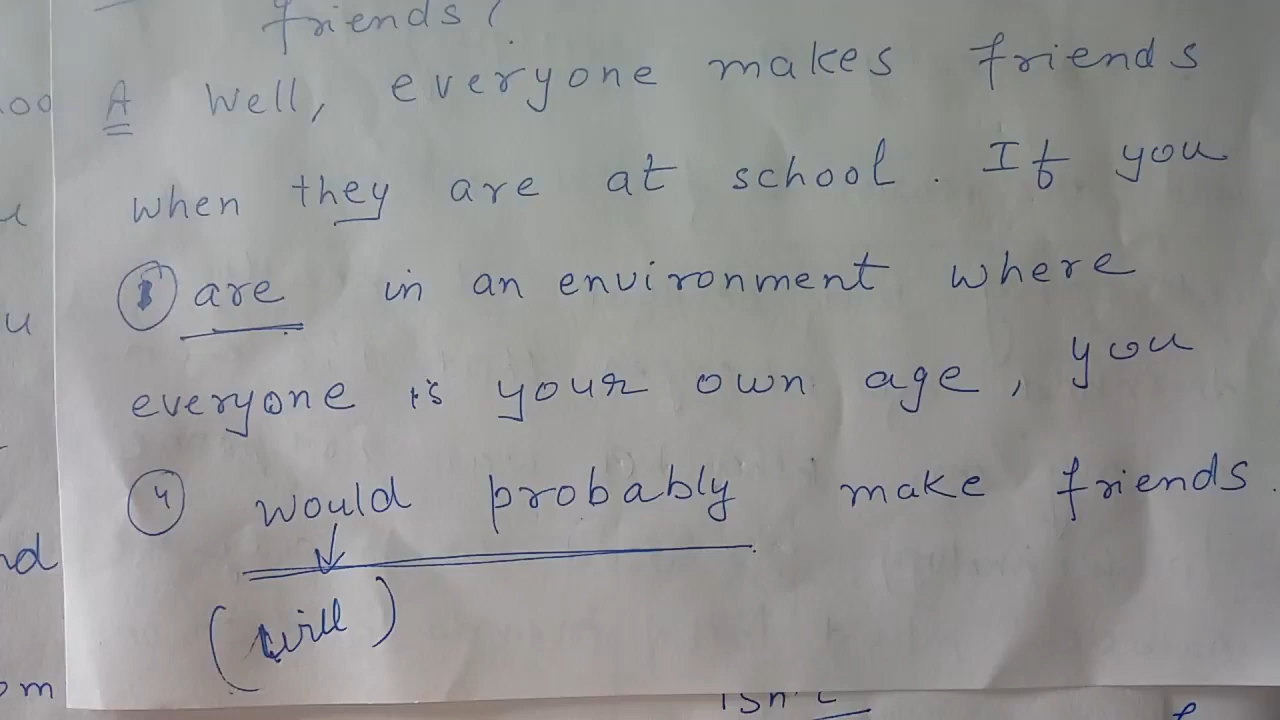 friends?
A Well, everyone makes friends
when they are at school. If you
are in an environment where
everyone is your own age, you
④ would probably make friends.
(will)